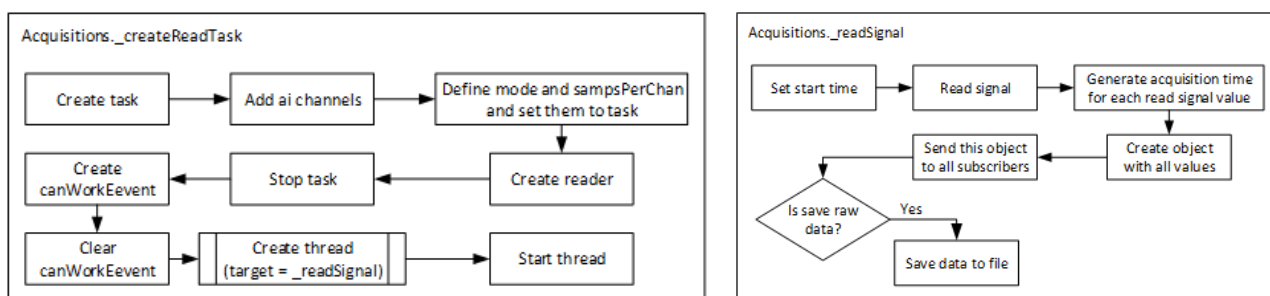 Acquisitions._createReadTask
Create task
Add ai channels
Define mode and sampsPerChan
and set them to task
Create
canWorkEevent
Stop task
Create reader
Clear
canWorkEevent
Create thread
(target = _readSignal)
Start thread
Acquisitions._readSignal
Set start time
Read signal
Generate acquisition time
for each read signal value
Send this object
to all subscribers
Create object
with all values
Is save raw
data?
Yes
Save data to file